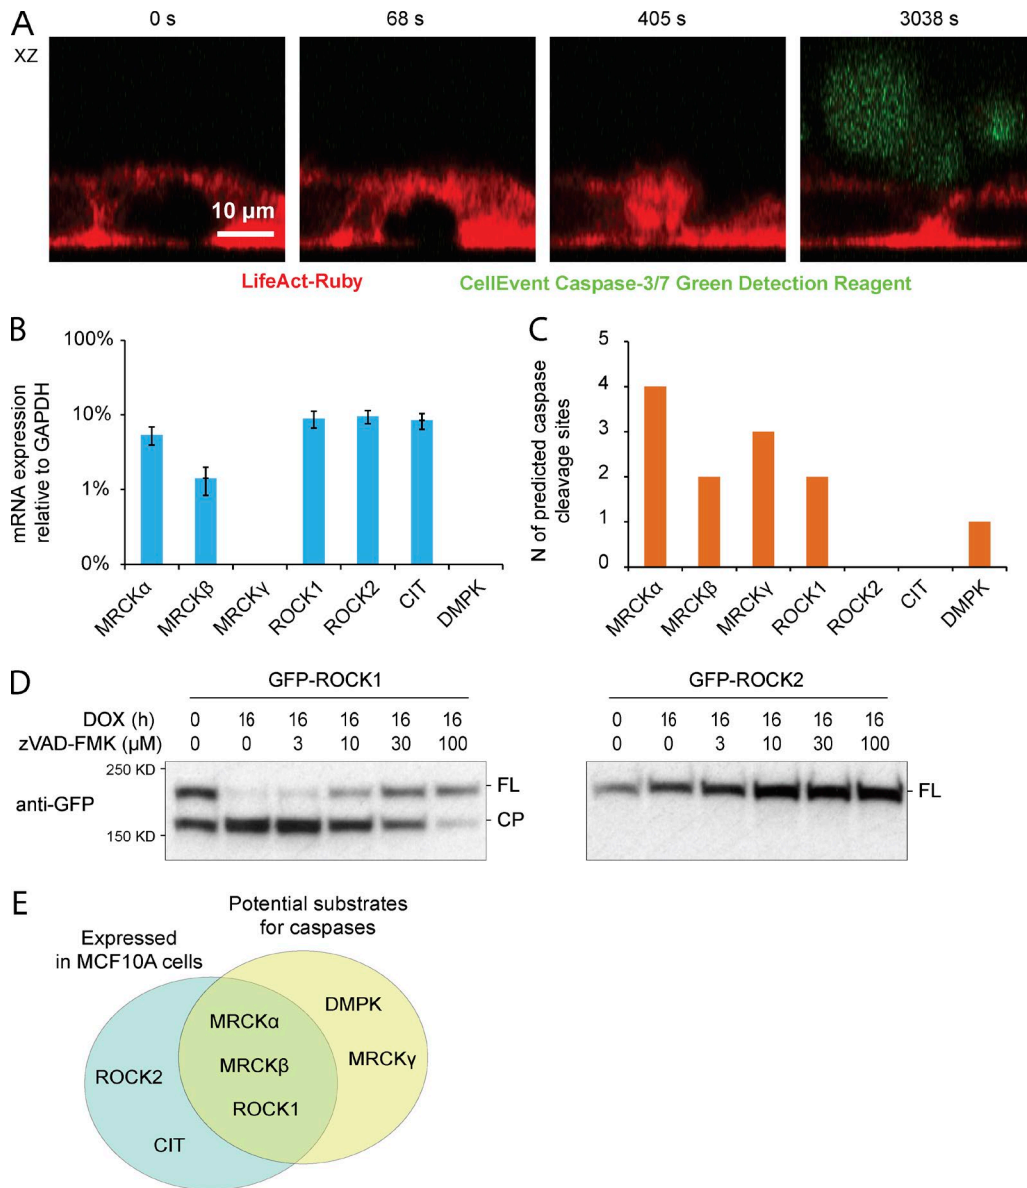 A
0 s
68 s
405 s
3038 s
XZ
10 µm
LifeAct-Ruby
CellEvent Caspase-3/7 Green Detection Reagent
B
mRNA expression
relative to GAPDH
100%
10%
1%
0%
MRCKα
MRCKβ
MRCKγ
ROCK1
ROCK2
CIT
DMPK
C
N of predicted caspase
cleavage sites
5
4
3
2
1
0
MRCKα
MRCKβ
MRCKγ
ROCK1
ROCK2
CIT
DMPK
D
GFP-ROCK1
DOX (h) 0 16 16 16 16 16
zVAD-FMK (µM) 0 0 3 10 30 100
250 KD
anti-GFP
150 KD
FL
CP
GFP-ROCK2
0 16 16 16 16 16
0 0 3 10 30 100
FL
E
Potential substrates
for caspases
Expressed
in MCF10A cells
DMPK
MRCKα
MRCKγ
MRCKβ
ROCK2
ROCK1
CIT